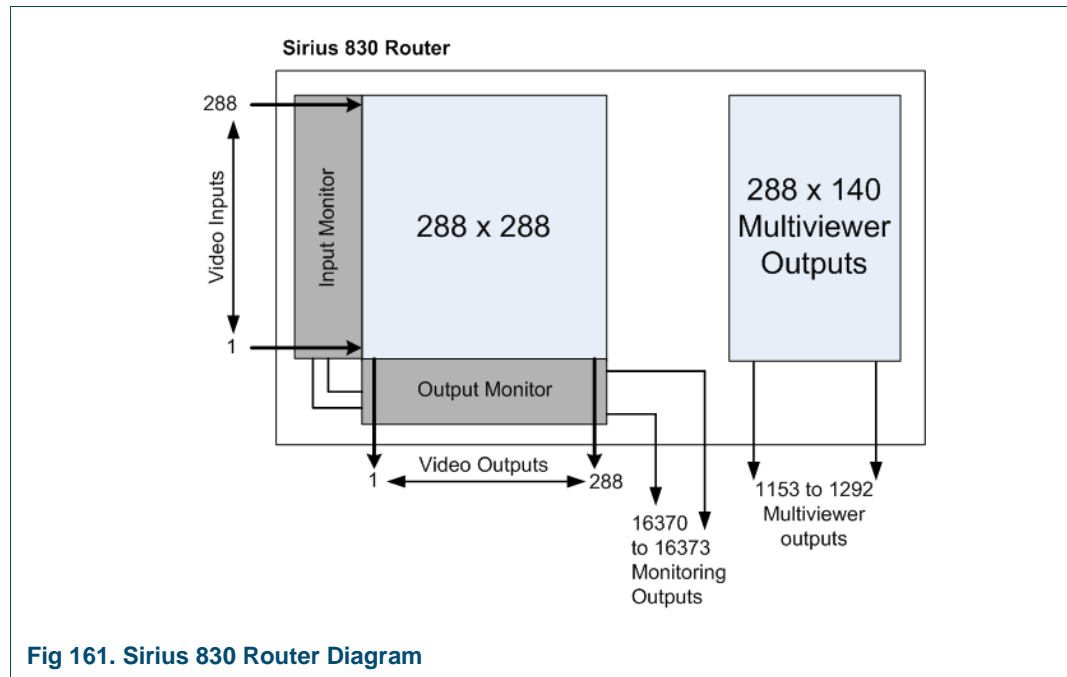 Sirius 830 Router
288
Video Inputs
1
Input Monitor
288 x 288
288 x 140
Multiviewer
Outputs
Output Monitor
Video Outputs
1
288
16370
to 16373
Monitoring
Outputs
1153 to 1292
Multiviewer
outputs
Fig 161. Sirius 830 Router Diagram